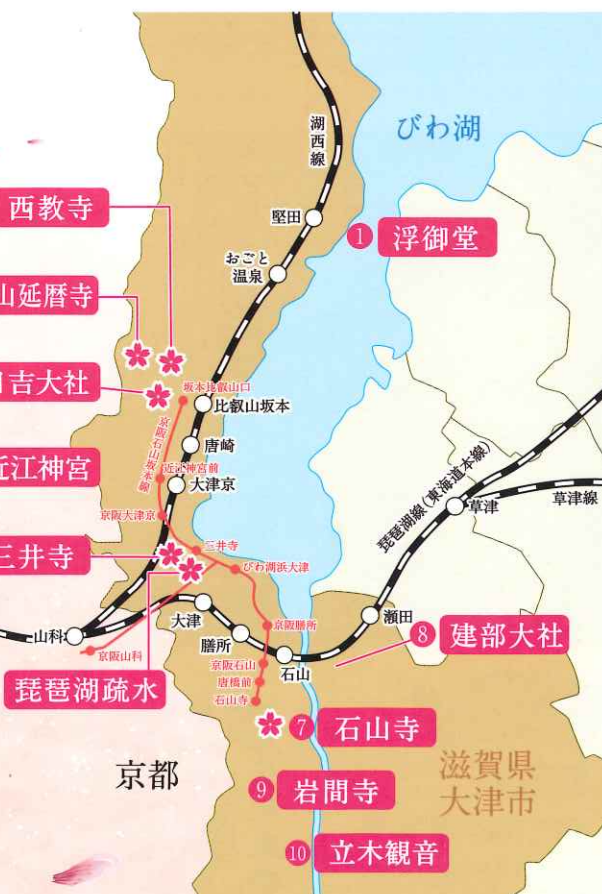 湖西線
びわ湖
西教寺
堅田
① 浮御堂
おごと
温泉
山延暦寺
吉大社
坂本比叡山口
比叡山坂本
京阪石山坂本線
唐崎
近江神宮
近江神宮前
大津京
琵琶湖線(東海道本線)
草津
草津線
京阪大津京
三井寺
三井寺
びわ湖浜大津
大津
瀬田
山科
京阪膳所
膳所
⑧ 建部大社
京阪山科
京阪石山
石山
唐橋前
琵琶湖疏水
石山寺
⑦ 石山寺
京都
滋賀県
大津市
⑨ 岩間寺
⑩ 立木観音